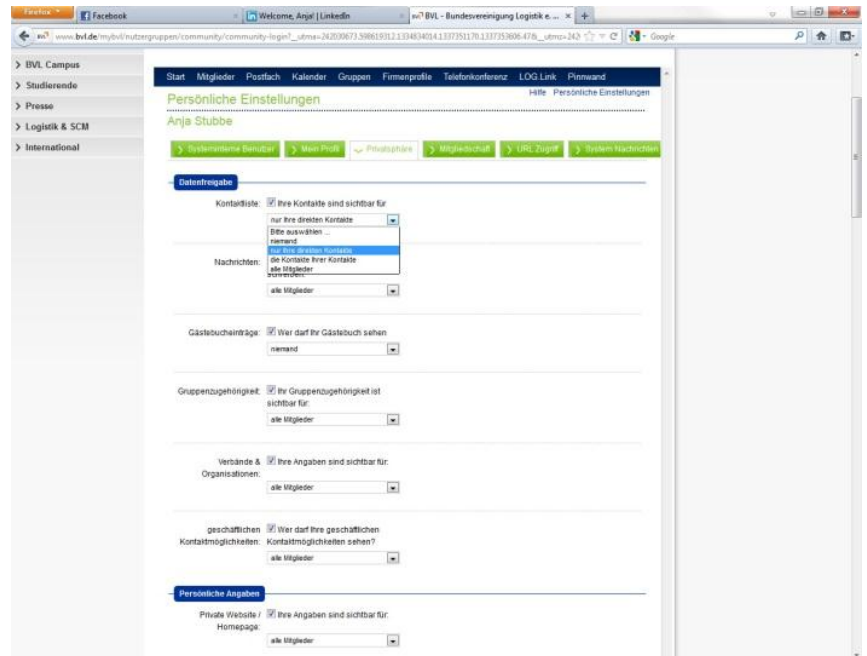 Firefox
Facebook
Welcome, Anja! | LinkedIn
BVL - Bundesvereinigung Logistik e. ...
www.bvl.de/mybvl/nutzergruppen/community/community-login?
Google
BVL Campus
Studierende
Presse
Logistik & SCM
International
Start Mitglieder Postfach Kalender Gruppen Firmenprofile Telefonkonferenz LOG.Link Pinnwand
Hilfe Persönliche Einstellungen
Persönliche Einstellungen
Anja Stubbe
Systeminterne Benutzer Mein Profil Privatsphäre Mitgliedschaft URL Zugriff System Nachrichten
Datenfreigabe
Kontaktliste: Ihre Kontakte sind sichtbar für
nur Ihre direkten Kontakte
Bitte auswählen ...
niemand
nur Ihre direkten Kontakte
die Kontakte Ihrer Kontakte
alle Mitglieder
Nachrichten:
schreiben:
alle Mitglieder
Gästebucheinträge: Wer darf Ihr Gästebuch sehen
niemand
Gruppenzugehörigkeit: Ihr Gruppenzugehörigkeit ist
sichtbar für:
alle Mitglieder
Verbände & Ihre Angaben sind sichtbar für:
Organisationen:
alle Mitglieder
geschäftlichen Wer darf Ihre geschäftlichen
Kontaktmöglichkeiten: Kontaktmöglichkeiten sehen?
alle Mitglieder
Persönliche Angaben
Private Website / Ihre Angaben sind sichtbar für:
Homepage:
alle Mitglieder